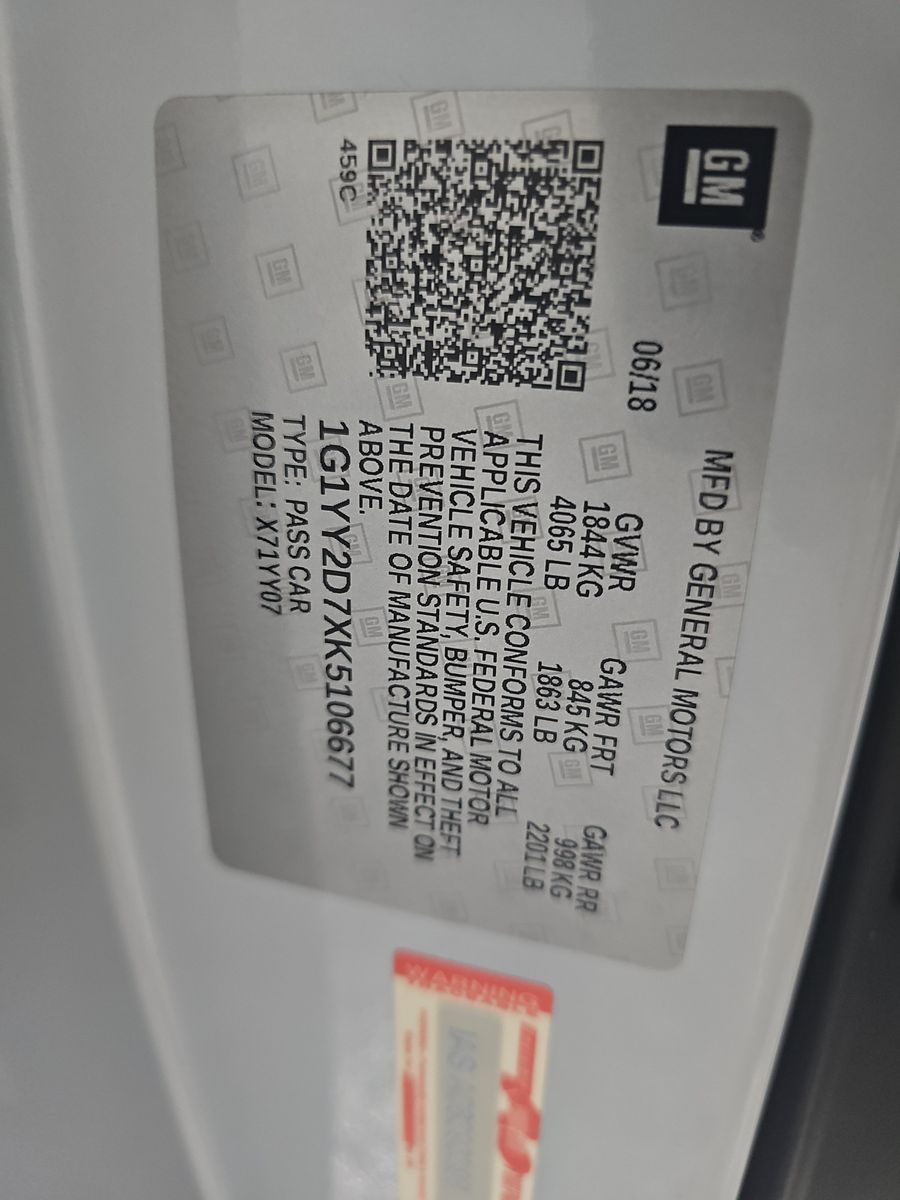 GM
MFD BY GENERAL MOTORS LLC
06/18
GVWR GAWR FRT GAWR RR
1844 KG 845 KG 998 KG
4065 LB 1863 LB 2201 LB
THIS VEHICLE CONFORMS TO ALL
APPLICABLE U.S. FEDERAL MOTOR
VEHICLE SAFETY, BUMPER, AND THEFT
PREVENTION STANDARDS IN EFFECT ON
THE DATE OF MANUFACTURE SHOWN
ABOVE.
459C
1G1YY2D7XK5106677
TYPE: PASS CAR
MODEL: X71YY07
WARNING